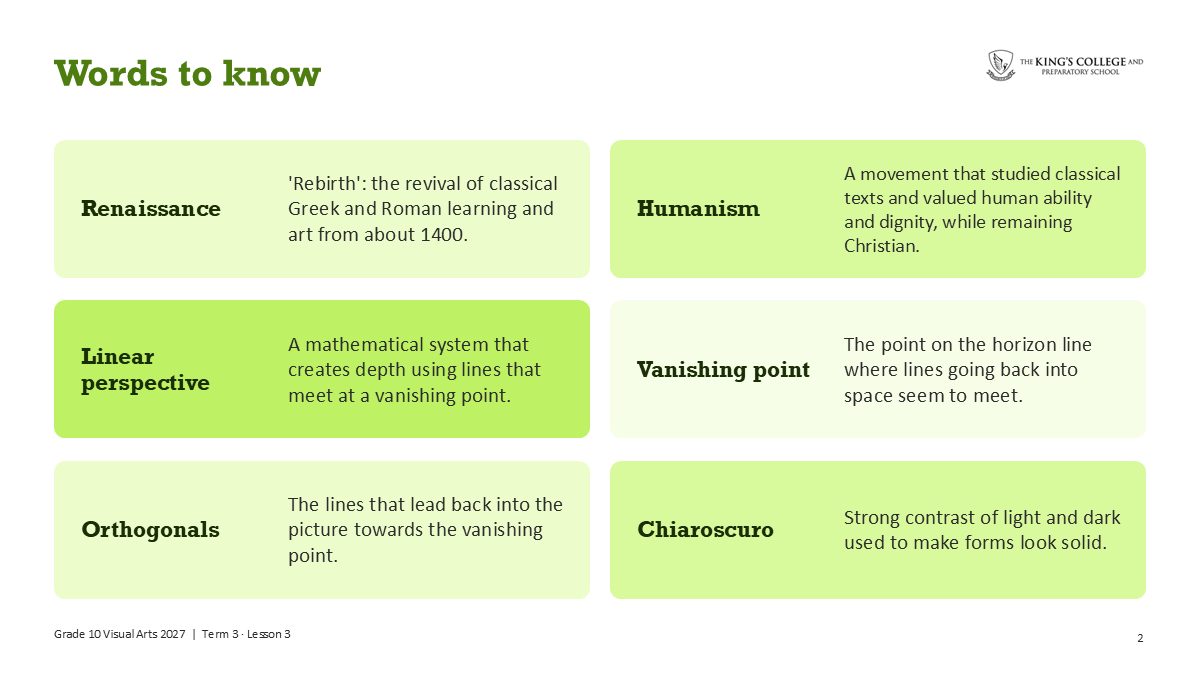 Words to know
THE KING'S COLLEGE AND
PREPARATORY SCHOOL
Renaissance
'Rebirth': the revival of classical
Greek and Roman learning and
art from about 1400.
Humanism
A movement that studied classical
texts and valued human ability
and dignity, while remaining
Christian.
Linear
perspective
A mathematical system that
creates depth using lines that
meet at a vanishing point.
Vanishing point
The point on the horizon line
where lines going back into
space seem to meet.
Orthogonals
The lines that lead back into the
picture towards the vanishing
point.
Chiaroscuro
Strong contrast of light and dark
used to make forms look solid.
Grade 10 Visual Arts 2027 | Term 3 · Lesson 3
2